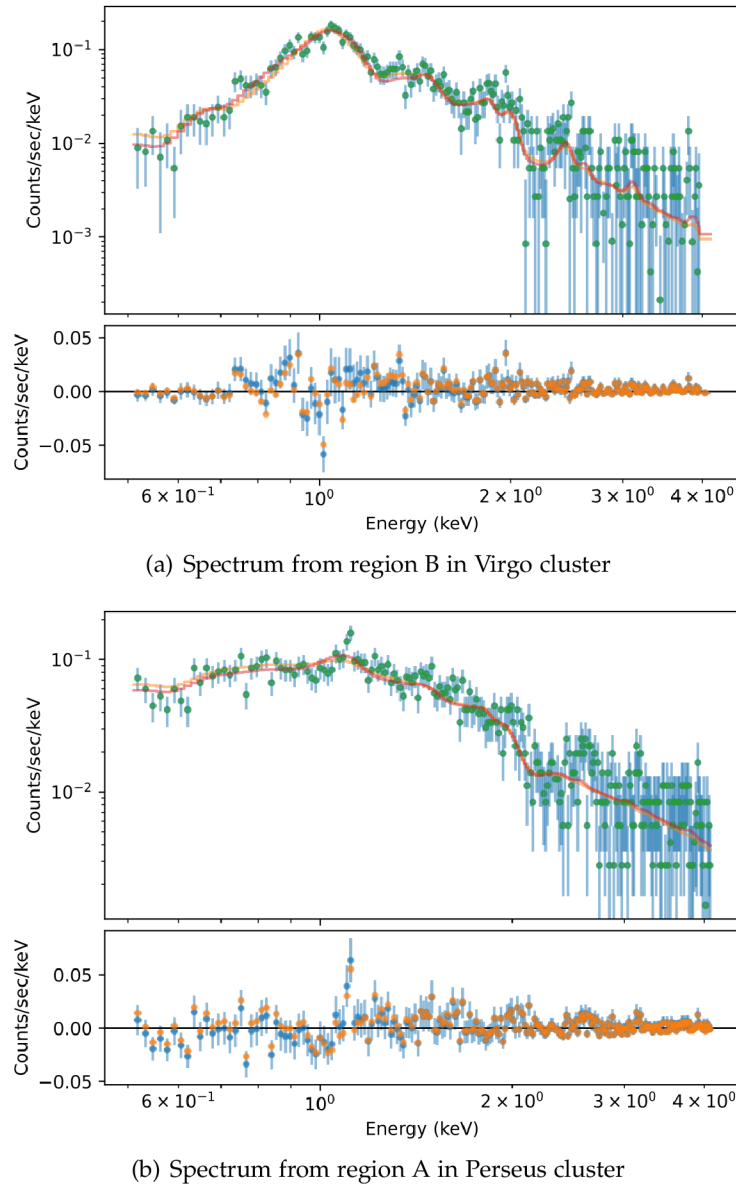 10⁻¹
10⁻²
10⁻³
Counts/sec/keV
0.05
0.00
−0.05
Counts/sec/keV
6 × 10⁻¹ 10⁰ 2 × 10⁰ 3 × 10⁰ 4 × 10⁰
Energy (keV)
(a) Spectrum from region B in Virgo cluster
10⁻¹
10⁻²
Counts/sec/keV
0.05
0.00
−0.05
Counts/sec/keV
6 × 10⁻¹ 10⁰ 2 × 10⁰ 3 × 10⁰ 4 × 10⁰
Energy (keV)
(b) Spectrum from region A in Perseus cluster